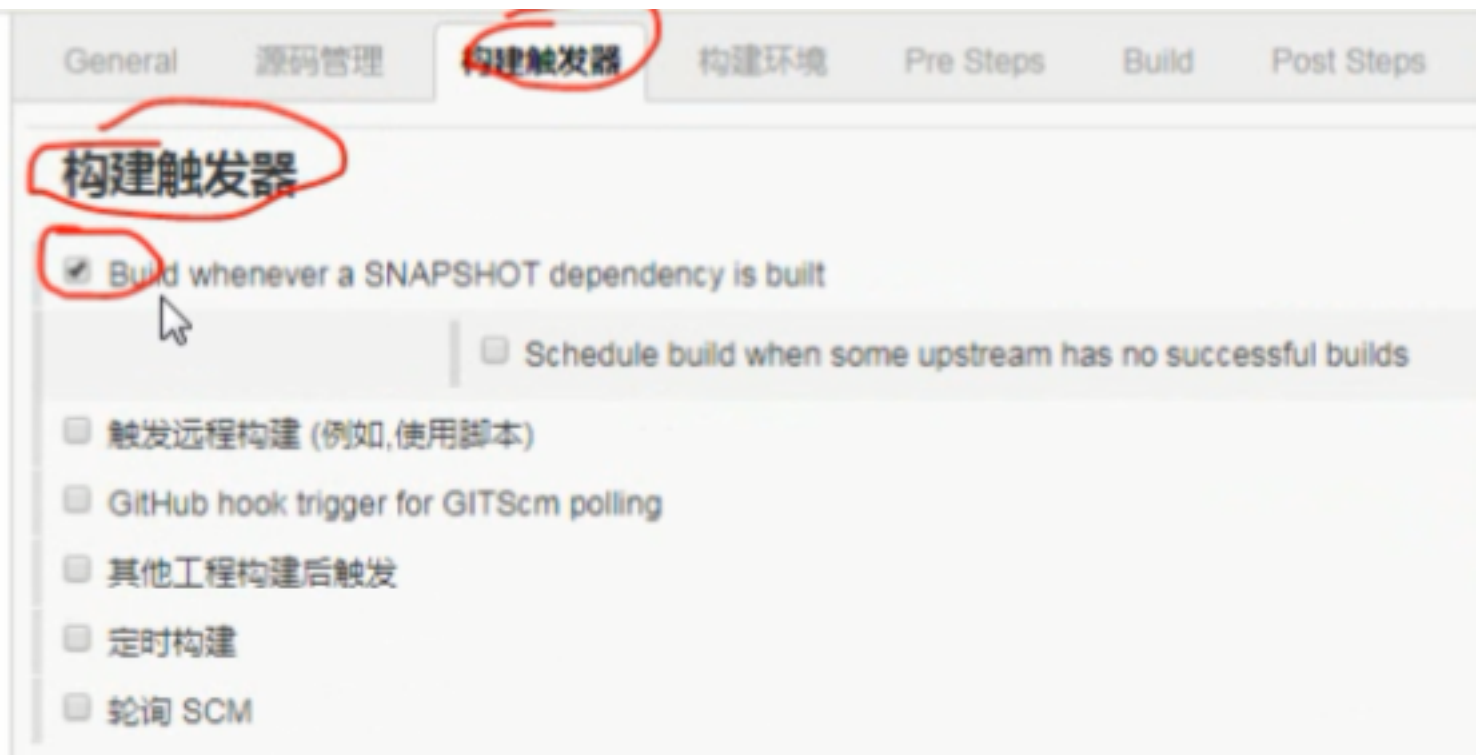 General 源码管理 构建触发器 构建环境 Pre Steps Build Post Steps
构建触发器
Build whenever a SNAPSHOT dependency is built
Schedule build when some upstream has no successful builds
触发远程构建 (例如,使用脚本)
GitHub hook trigger for GITScm polling
其他工程构建后触发
定时构建
轮询 SCM